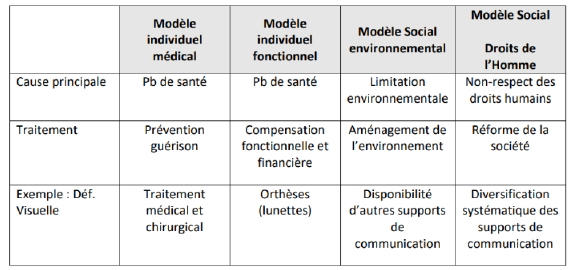 Modèle individuel médical
Modèle individuel fonctionnel
Modèle Social environnemental
Modèle Social
Droits de l'Homme
Cause principale
Pb de santé
Pb de santé
Limitation environnementale
Non-respect des droits humains
Traitement
Prévention guérison
Compensation fonctionnelle et financière
Aménagement de l'environnement
Réforme de la société
Exemple : Déf. Visuelle
Traitement médical et chirurgical
Orthèses (lunettes)
Disponibilité d'autres supports de communication
Diversification systématique des supports de communication